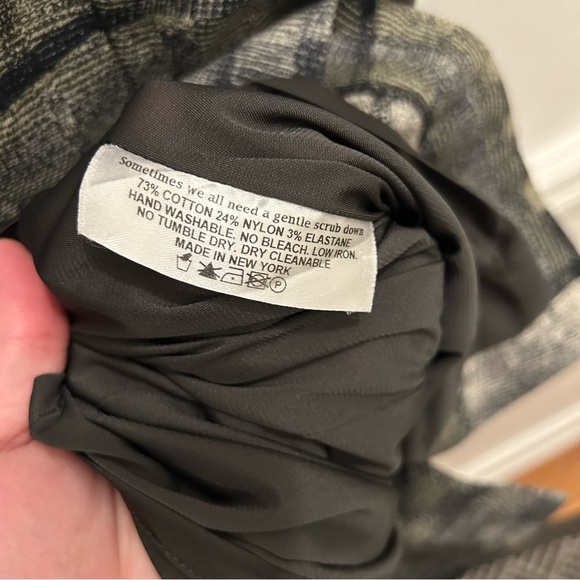 Sometimes we all need a gentle scrub down
73% COTTON 24% NYLON 3% ELASTANE
HAND WASHABLE. NO BLEACH. LOW IRON.
NO TUMBLE DRY. DRY CLEANABLE
MADE IN NEW YORK
P